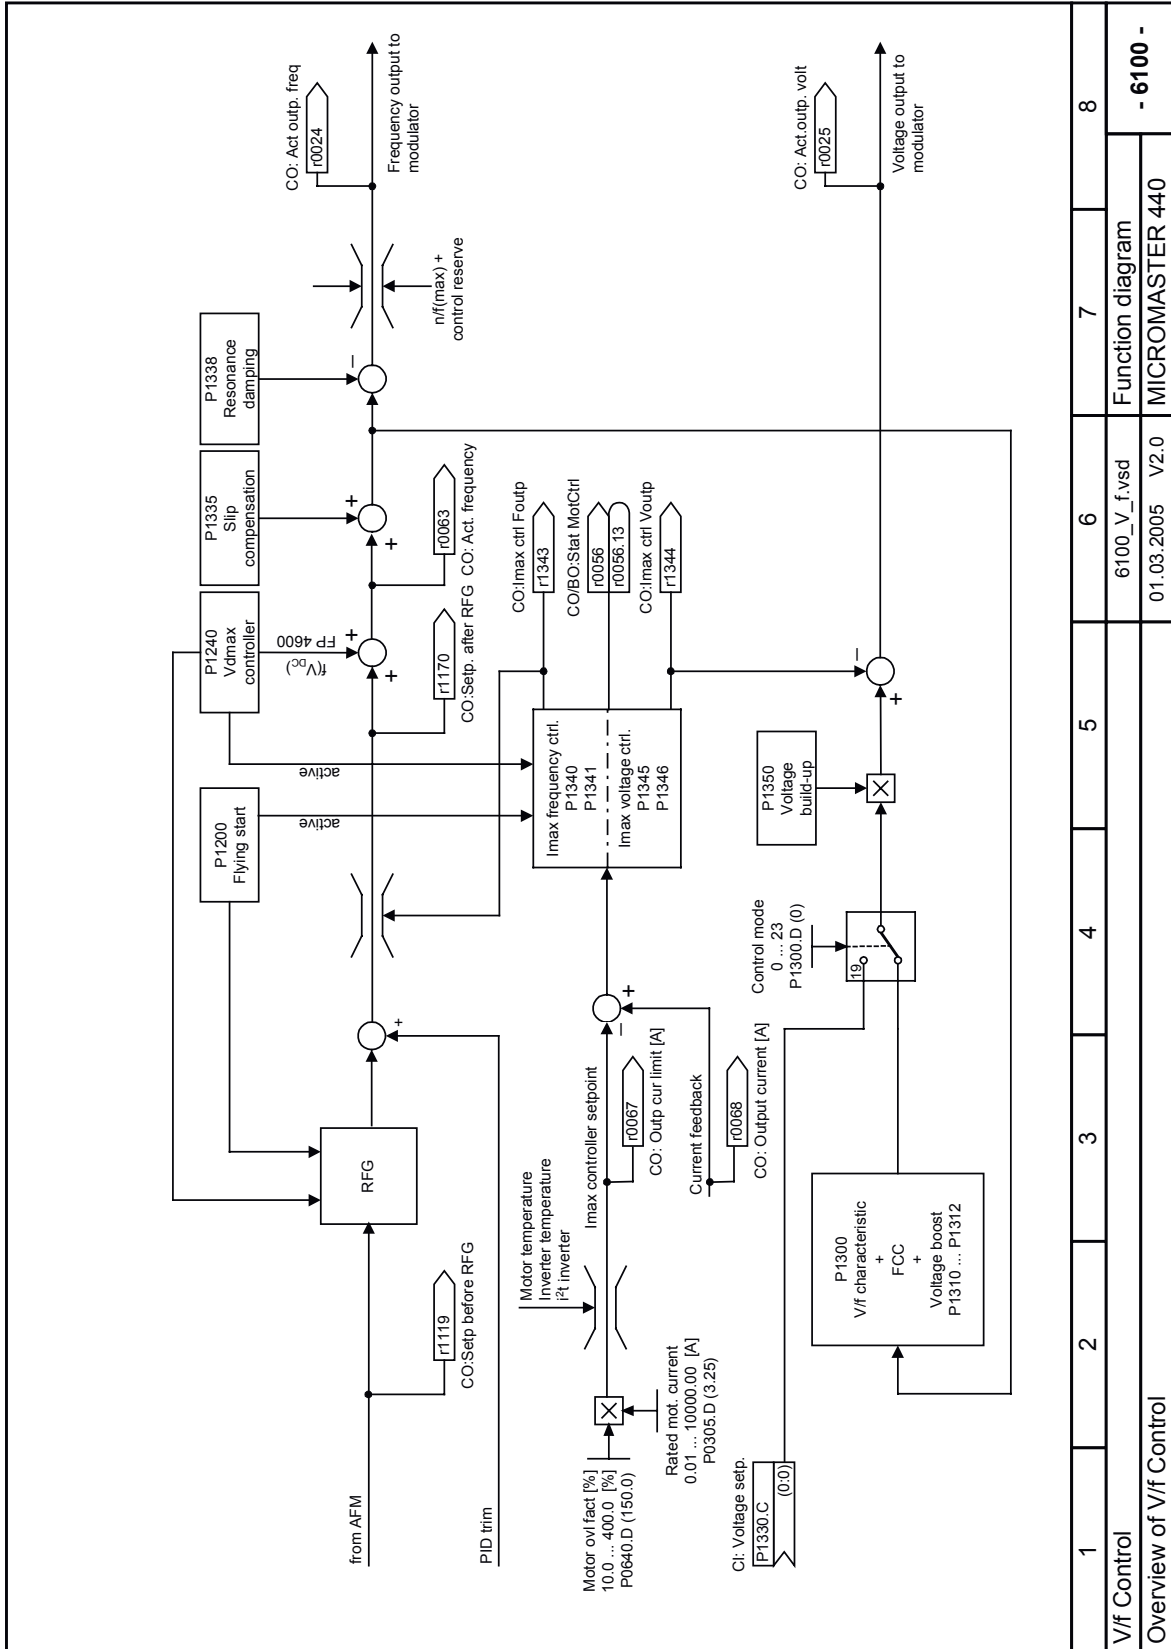 P1240
Vdmax
controller
P1335
Slip
compensation
P1338
Resonance
damping
P1200
Flying start
CO: Act outp. freq
r0024
Frequency output to
modulator
n/f(max) +
control reserve
f(VDC)
FP 4600
+
+
+
+
–
active
active
RFG
from AFM
r1119
CO:Setp before RFG
PID trim
+
r1170
CO:Setp. after RFG
r0063
CO: Act. frequency
Motor temperature
Inverter temperature
i²t inverter
Motor ovl fact [%]
10.0 ... 400.0 [%]
P0640.D (150.0)
Rated mot. current
0.01 ... 10000.00 [A]
P0305.D (3.25)
Imax controller setpoint
r0067
CO: Outp cur limit [A]
Current feedback
r0068
CO: Output current [A]
–
+
Imax frequency ctrl.
P1340
P1341
Imax voltage ctrl.
P1345
P1346
CO:Imax ctrl Foutp
r1343
CO/BO:Stat MotCtrl
r0056
r0056.13
CO:Imax ctrl Voutp
r1344
CI: Voltage setp.
P1330.C
(0:0)
P1300
V/f characteristic
+
FCC
+
Voltage boost
P1310 ... P1312
Control mode
0 ... 23
P1300.D (0)
19
P1350
Voltage
build-up
+
–
CO: Act.outp. volt
r0025
Voltage output to
modulator
1 2 3 4 5 6 7 8
V/f Control
6100_V_f.vsd
Function diagram
- 6100 -
Overview of V/f Control
01.03.2005 V2.0
MICROMASTER 440